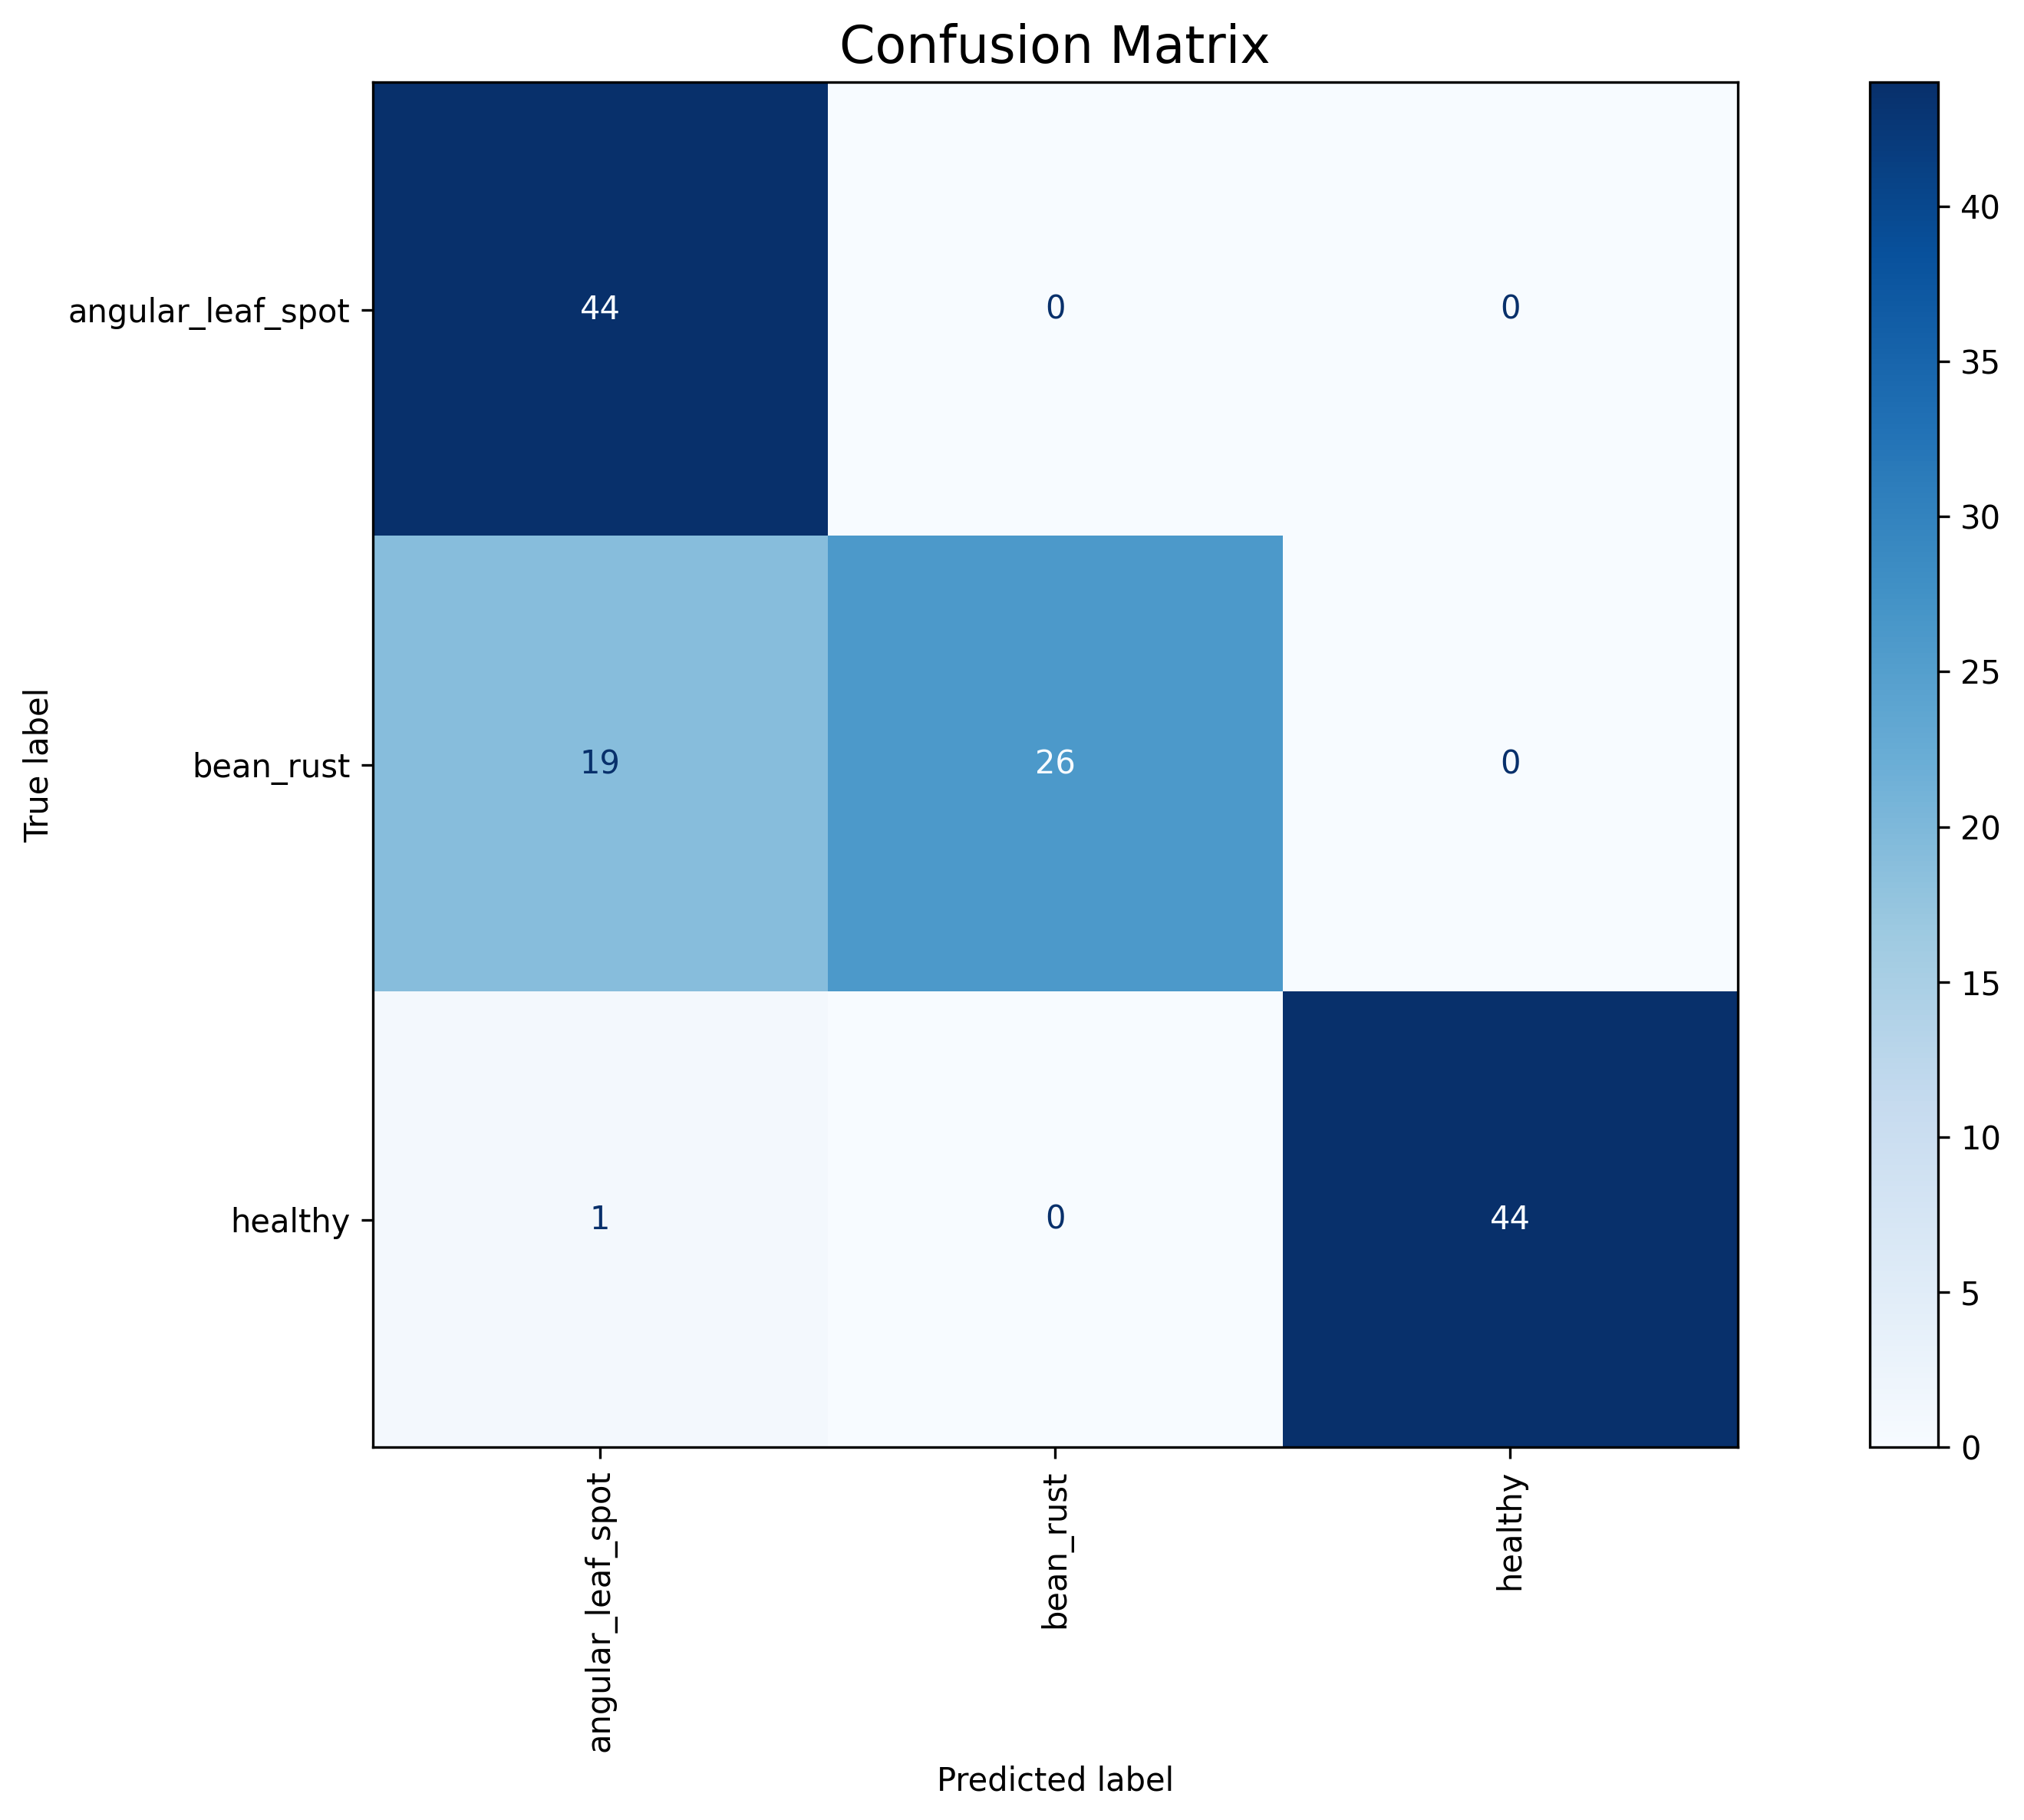 Confusion Matrix
True label
angular_leaf_spot
44
0
0
bean_rust
19
26
0
healthy
1
0
44
angular_leaf_spot
bean_rust
healthy
Predicted label
40
35
30
25
20
15
10
5
0